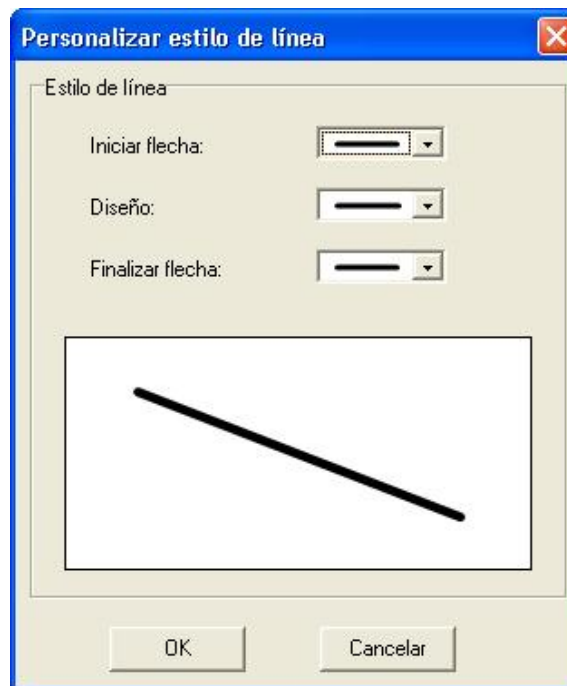 Personalizar estilo de línea
Estilo de línea
Iniciar flecha:
Diseño:
Finalizar flecha:
OK
Cancelar